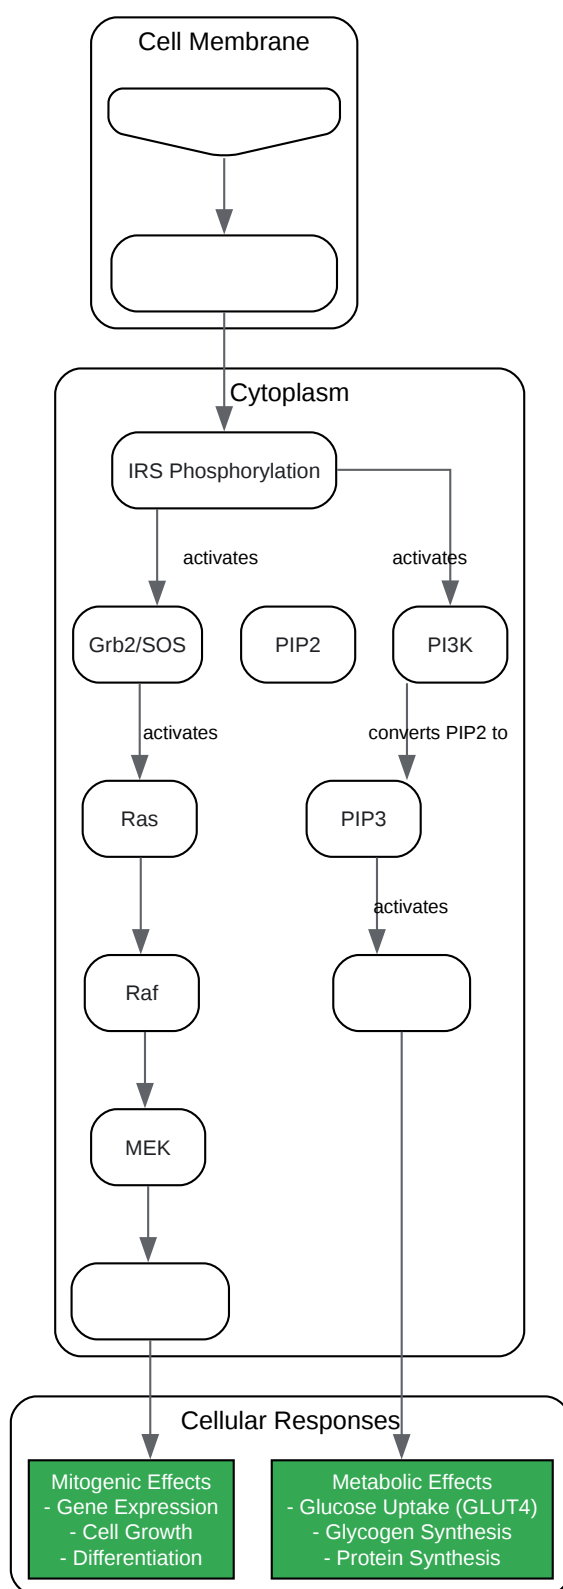 Cell Membrane
Cytoplasm
IRS Phosphorylation
activates
activates
Grb2/SOS
PIP2
PI3K
activates
converts PIP2 to
Ras
PIP3
activates
Raf
MEK
Cellular Responses
Mitogenic Effects
- Gene Expression
- Cell Growth
- Differentiation
Metabolic Effects
- Glucose Uptake (GLUT4)
- Glycogen Synthesis
- Protein Synthesis